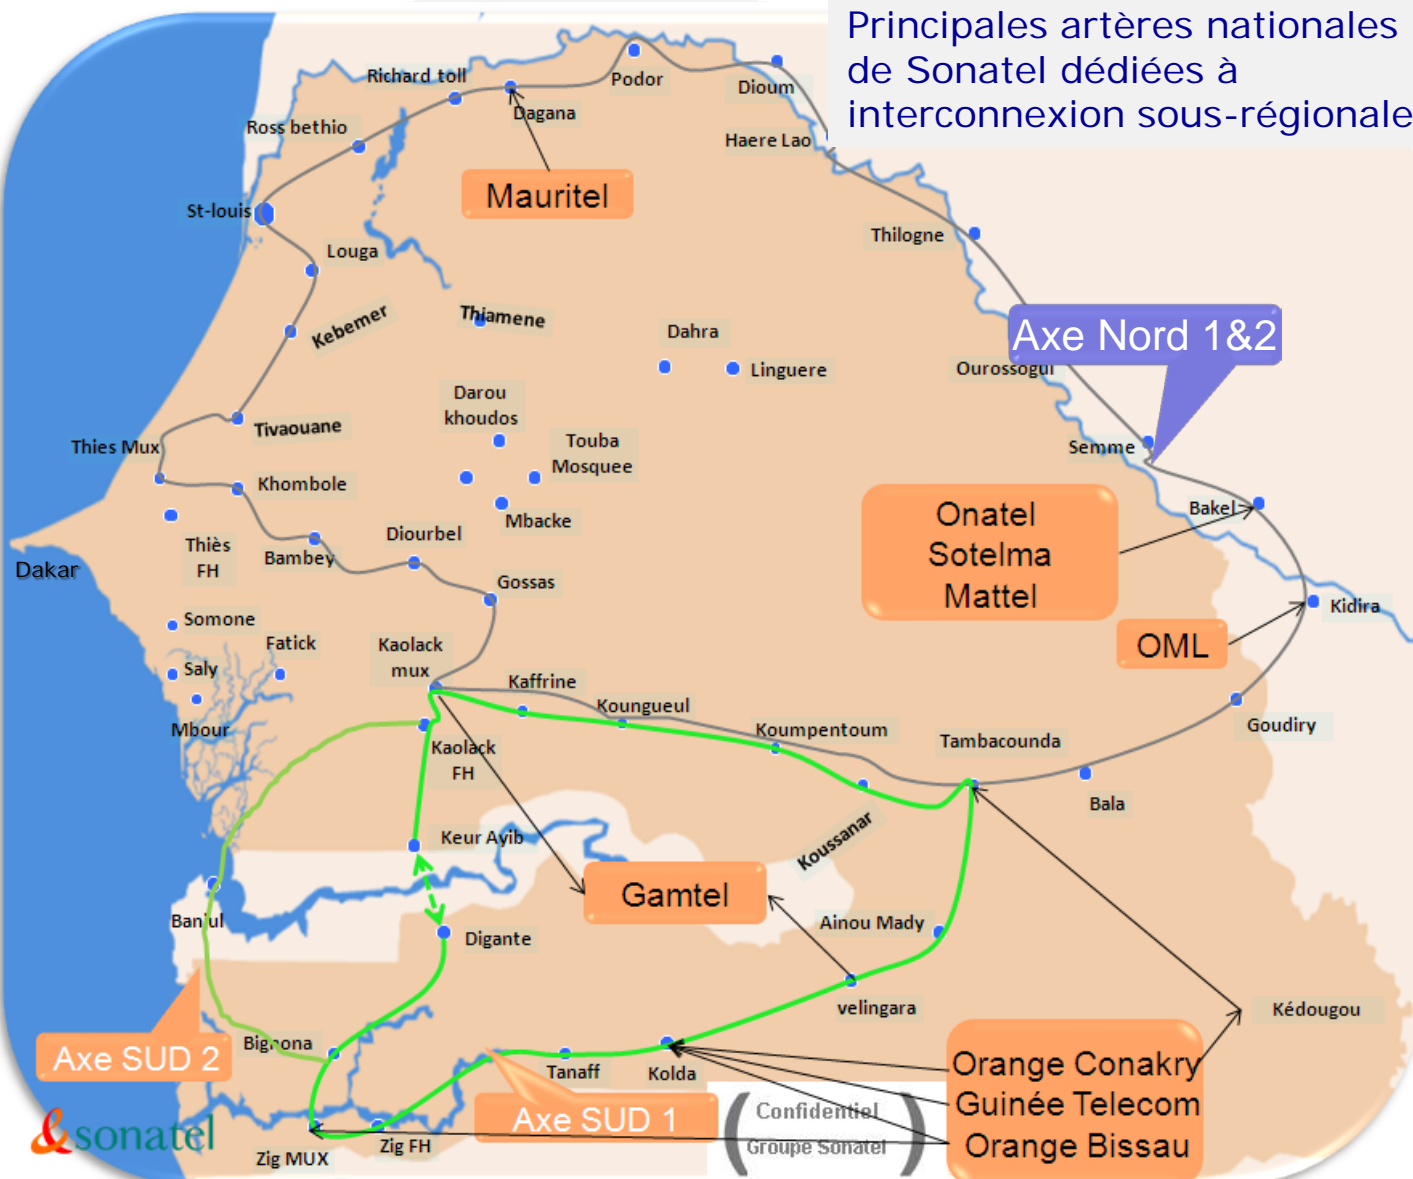 Principales artères nationales
de Sonatel dédiées à
interconnexion sous-régionale
Richard toll
Podor
Dioum
Dagana
Ross bethio
Haere Lao
Mauritel
St-louis
Thilogne
Louga
Kebemer
Thiamene
Dahra
Axe Nord 1&2
Linguere
Ourossogui
Darou
khoudos
Tivaouane
Thies Mux
Touba
Mosquee
Semme
Khombole
Bakel
Onatel
Sotelma
Mattel
Mbacke
Diourbel
Thiès
FH
Bambey
Dakar
Gossas
Kidira
Somone
Fatick
Kaolack
mux
OML
Saly
Kaffrine
Koungueul
Mbour
Koumpentoum
Tambacounda
Goudiry
Kaolack
FH
Bala
Keur Ayib
Koussanar
Gamtel
Banjul
Digante
Ainou Mady
velingara
Kédougou
Bignona
Axe SUD 2
Tanaff
Kolda
Orange Conakry
Guinée Telecom
Orange Bissau
Axe SUD 1
Confidentiel
Groupe Sonatel
sonatel
Zig MUX
Zig FH